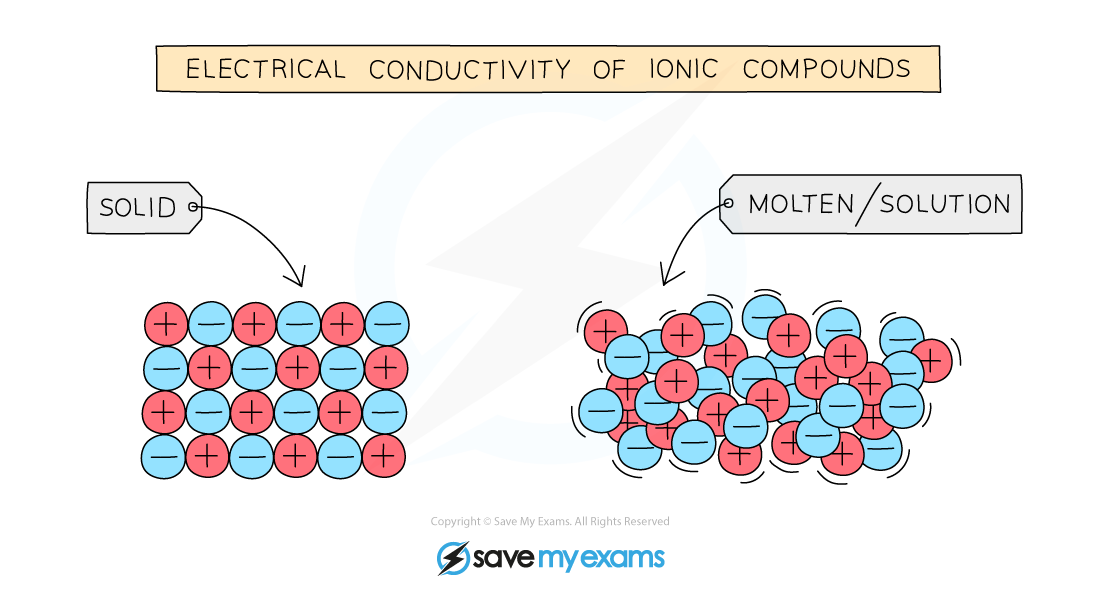 ELECTRICAL CONDUCTIVITY OF IONIC COMPOUNDS
SOLID
MOLTEN/SOLUTION
+ − + − + −
− + − + − +
+ − + − + −
− + − + − +
Copyright © Save My Exams. All Rights Reserved
save my exams